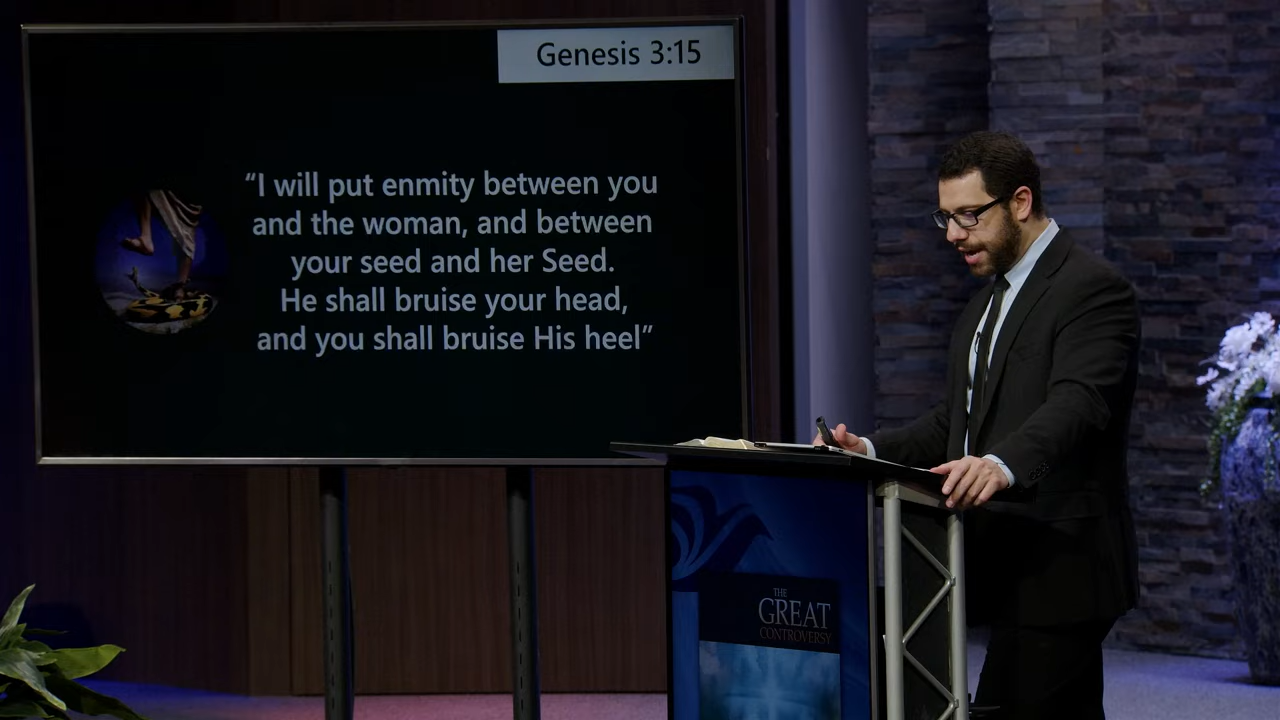 Genesis 3:15
“I will put enmity between you
and the woman, and between
your seed and her Seed.
He shall bruise your head,
and you shall bruise His heel”
THE
GREAT
CONTROVERSY